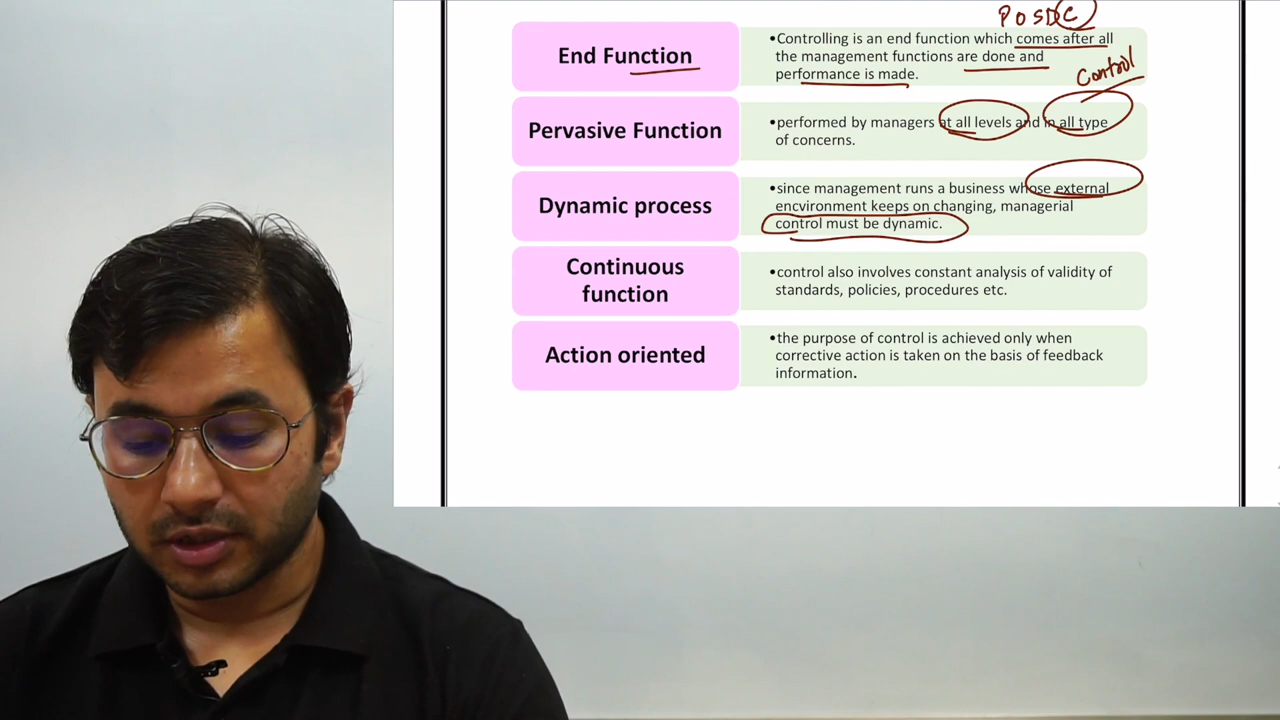 POSDC
End Function
•Controlling is an end function which comes after all
the management functions are done and
performance is made.
Control
Pervasive Function
•performed by managers at all levels and in all type
of concerns.
Dynamic process
•since management runs a business whose external
encvironment keeps on changing, managerial
control must be dynamic.
Continuous
function
•control also involves constant analysis of validity of
standards, policies, procedures etc.
Action oriented
•the purpose of control is achieved only when
corrective action is taken on the basis of feedback
information.